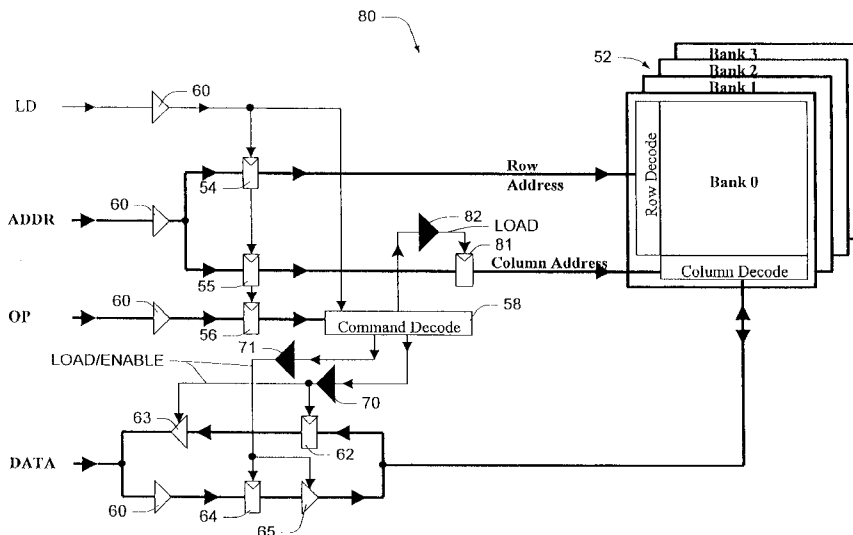 80
Bank 3
52
Bank 2
Bank 1
LD
60
Row Decode
Bank 0
54
Row
Address
60
82
LOAD
ADDR
81
Column Address
Column Decode
55
60
OP
58
56
Command Decode
71
LOAD/ENABLE
70
63
62
DATA
60
64
65